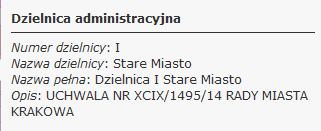 Dzielnica administracyjna
Numer dzielnicy: I
Nazwa dzielnicy: Stare Miasto
Nazwa pełna: Dzielnica I Stare Miasto
Opis: UCHWALA NR XCIX/1495/14 RADY MIASTA
KRAKOWA